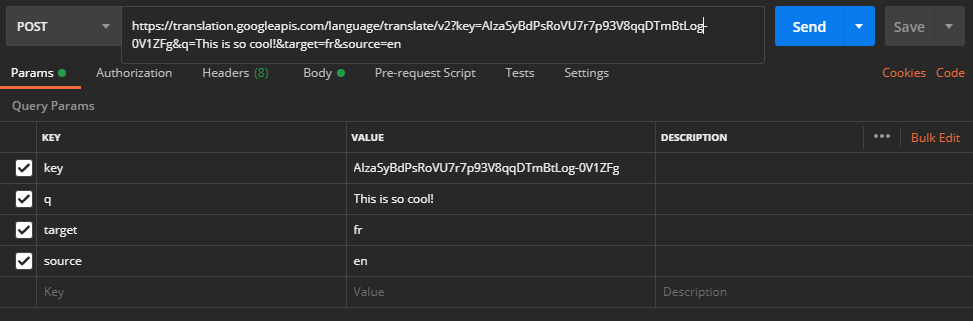 POST
https://translation.googleapis.com/language/translate/v2?key=AIzaSyBdPsRoVU7r7p93V8qqDTmBtLog-
0V1ZFg&q=This is so cool!&target=fr&source=en
Send
Save
Params Authorization Headers (8) Body Pre-request Script Tests Settings Cookies Code
Query Params
KEY VALUE DESCRIPTION ••• Bulk Edit
key AIzaSyBdPsRoVU7r7p93V8qqDTmBtLog-0V1ZFg
q This is so cool!
target fr
source en
Key Value Description